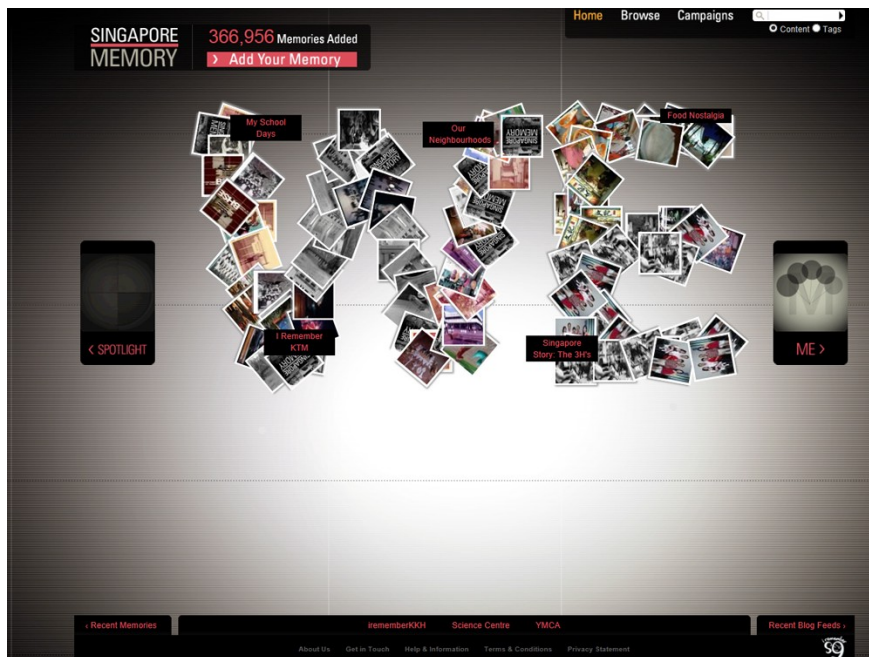 SINGAPORE
MEMORY
366,956 Memories Added
› Add Your Memory
Home Browse Campaigns
Content Tags
My School
Days
Our
Neighbourhoods
Food Nostalgia
I Remember
KTM
Singapore
Story: The 3H's
‹ SPOTLIGHT
ME ›
‹ Recent Memories
irememberKKH Science Centre YMCA
Recent Blog Feeds ›
About Us Get in Touch Help & Information Terms & Conditions Privacy Statement